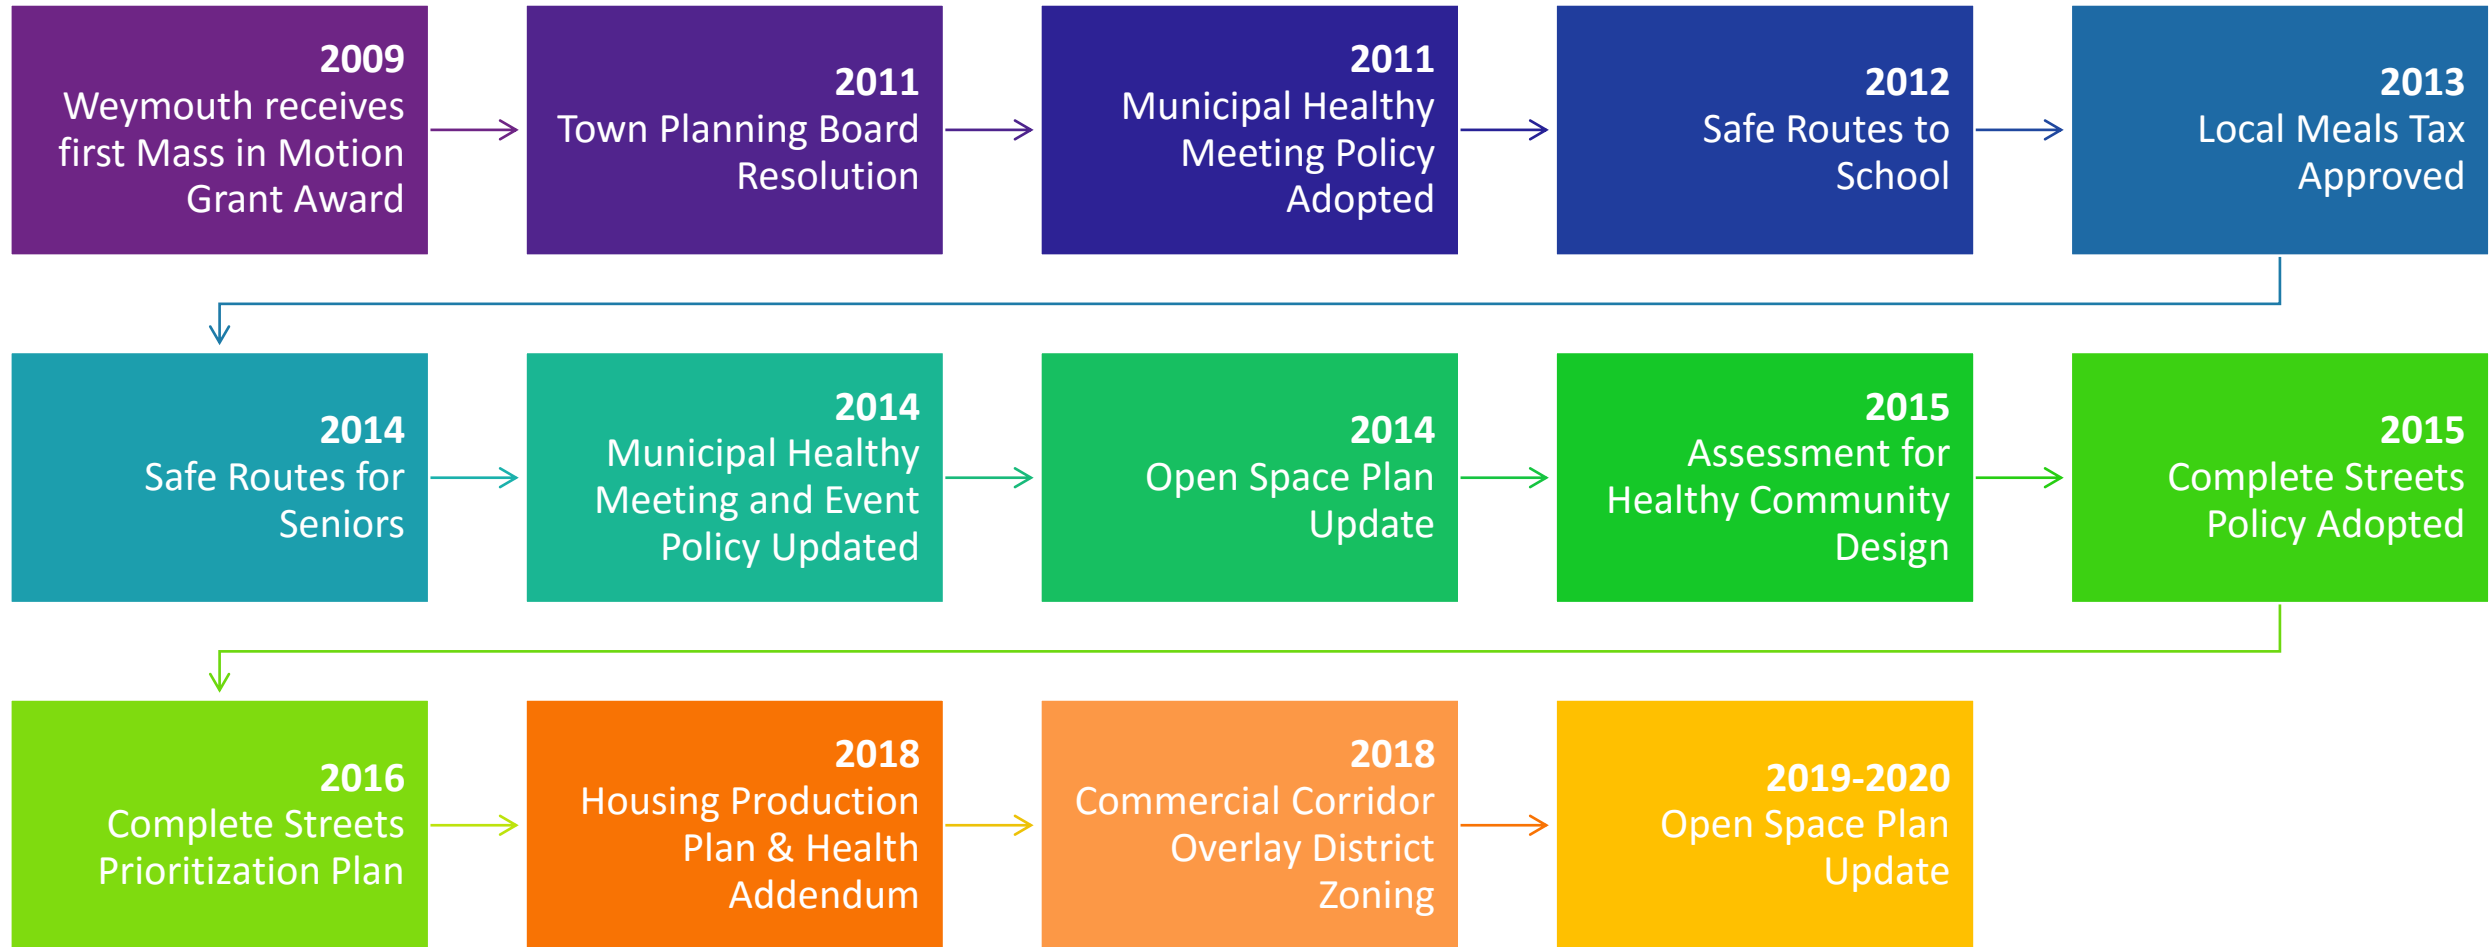 2009
Weymouth receives
first Mass in Motion
Grant Award
2011
Town Planning Board
Resolution
2011
Municipal Healthy
Meeting Policy
Adopted
2012
Safe Routes to
School
2013
Local Meals Tax
Approved
2014
Safe Routes for
Seniors
2014
Municipal Healthy
Meeting and Event
Policy Updated
2014
Open Space Plan
Update
2015
Assessment for
Healthy Community
Design
2015
Complete Streets
Policy Adopted
2016
Complete Streets
Prioritization Plan
2018
Housing Production
Plan & Health
Addendum
2018
Commercial Corridor
Overlay District
Zoning
2019-2020
Open Space Plan
Update